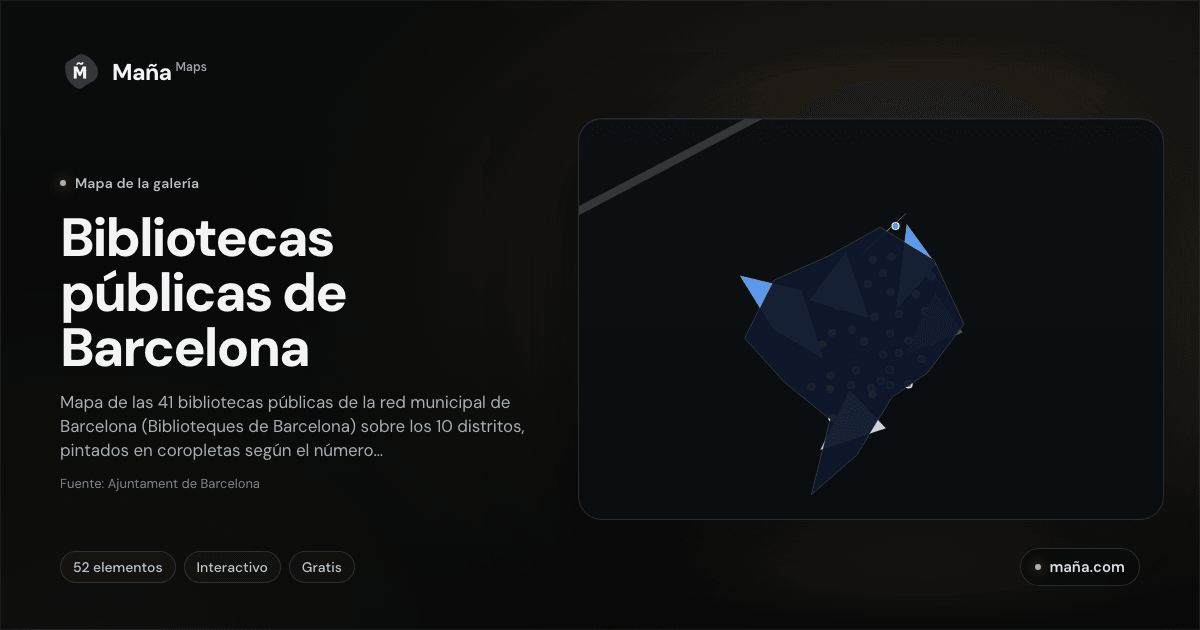 M̃
Maña Maps
Mapa de la galería
Bibliotecas
públicas de
Barcelona
Mapa de las 41 bibliotecas públicas de la red municipal de
Barcelona (Biblioteques de Barcelona) sobre los 10 distritos,
pintados en coropletas según el número...
Fuente: Ajuntament de Barcelona
52 elementos
Interactivo
Gratis
maña.com